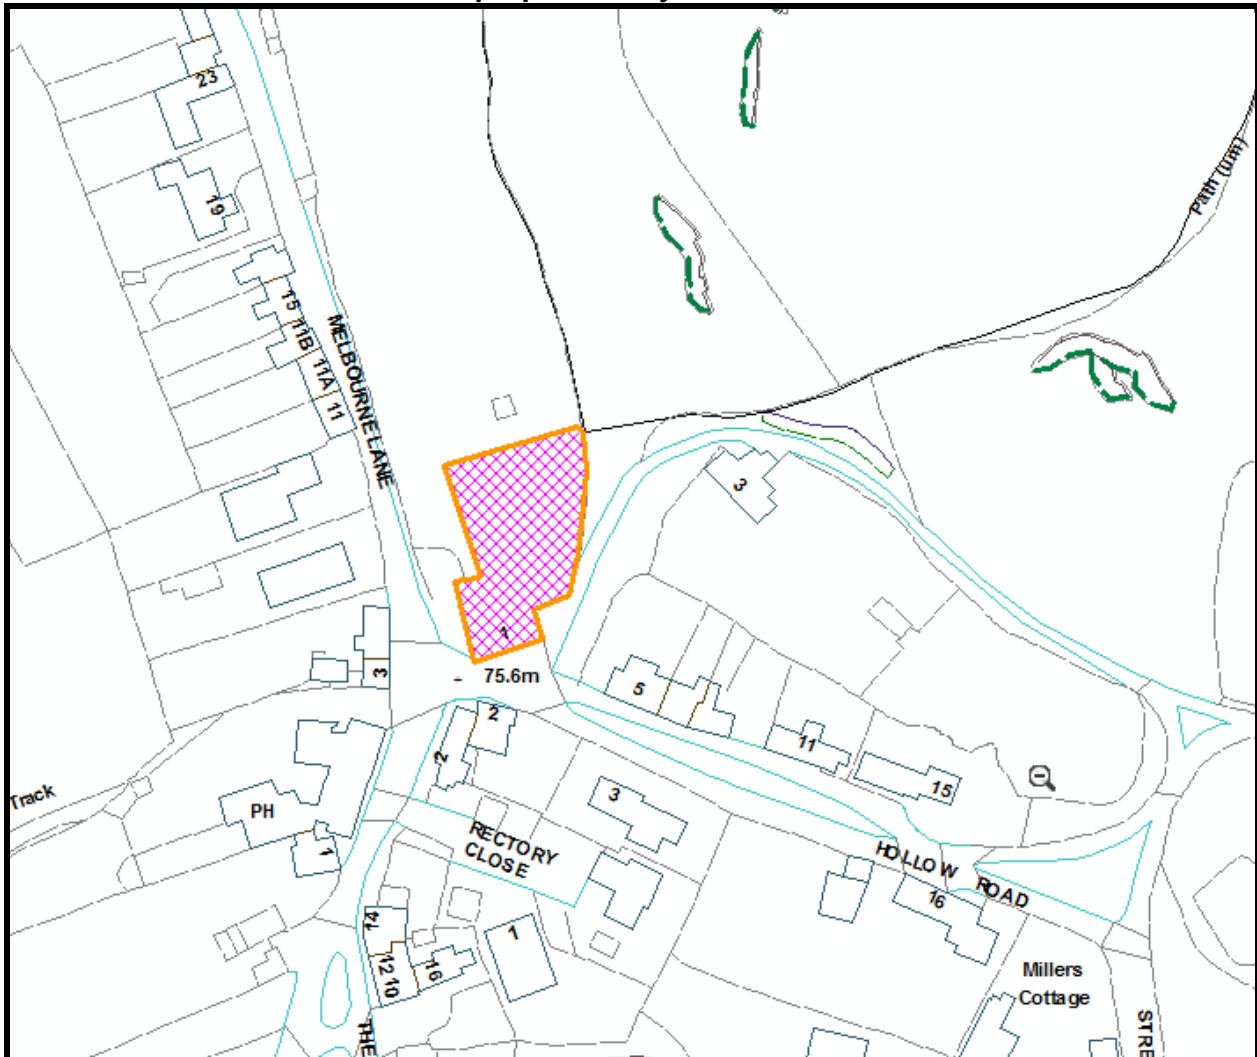 23
19
15
11B
11A
11
MELBOURNE LANE
Path (um)
3
1
75.6m
3
5
11
15
2
2
3
Track
PH
1
RECTORY
CLOSE
HOLLOW ROAD
16
14
12
10
16
1
Millers
Cottage
THE
STRE